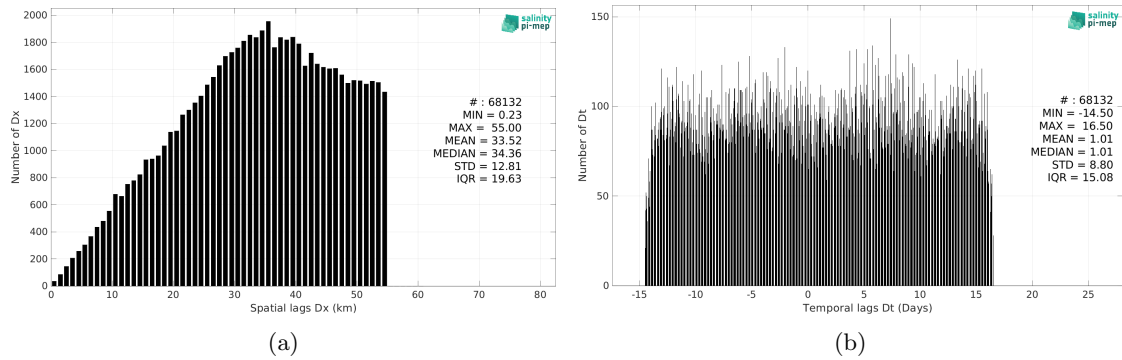 2000
1800
1600
1400
1200
1000
800
600
400
200
0
Number of Dx
salinity
pi-mep
# : 68132
MIN = 0.23
MAX = 55.00
MEAN = 33.52
MEDIAN = 34.36
STD = 12.81
IQR = 19.63
0 10 20 30 40 50 60 70 80
Spatial lags Dx (km)
(a)
150
100
50
0
Number of Dt
salinity
pi-mep
# : 68132
MIN = -14.50
MAX = 16.50
MEAN = 1.01
MEDIAN = 1.01
STD = 8.80
IQR = 15.08
-15 -10 -5 0 5 10 15 20 25
Temporal lags Dt (Days)
(b)